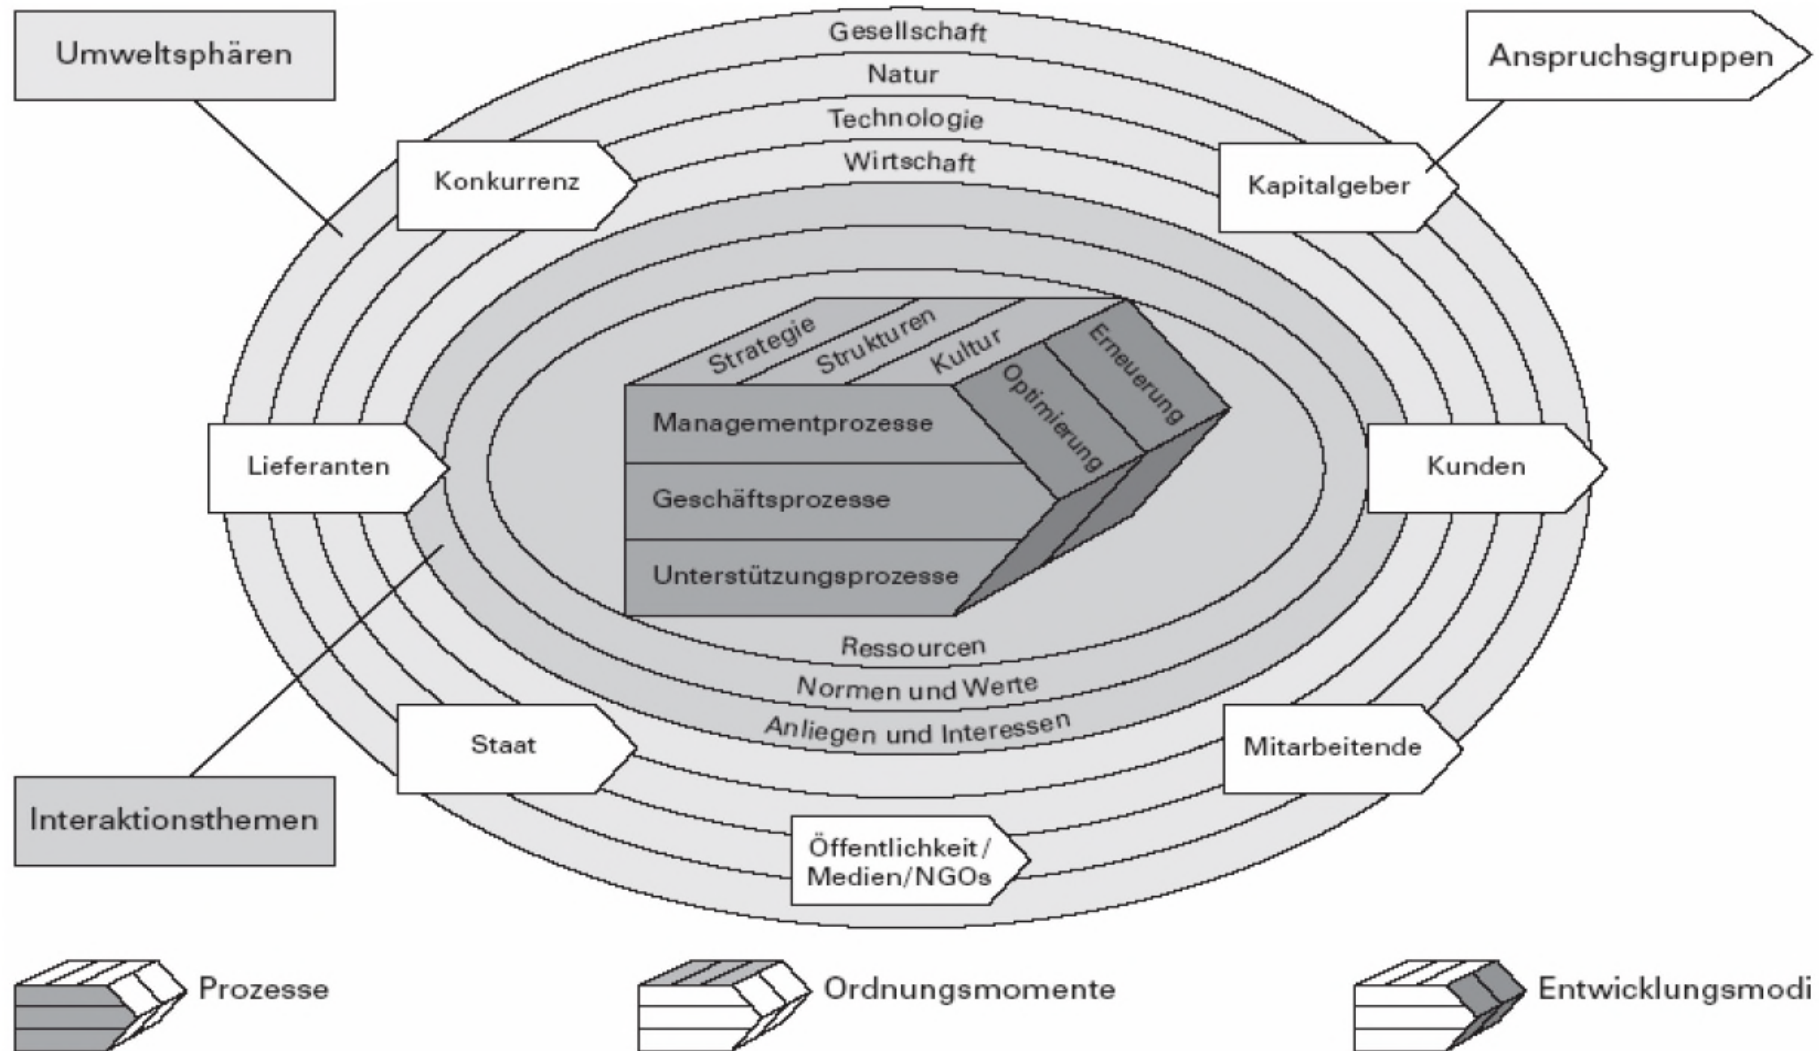 Umweltsphären
Anspruchsgruppen
Gesellschaft
Natur
Technologie
Wirtschaft
Konkurrenz
Kapitalgeber
Strategie
Strukturen
Kultur
Erneuerung
Optimierung
Managementprozesse
Lieferanten
Kunden
Geschäftsprozesse
Unterstützungsprozesse
Ressourcen
Normen und Werte
Anliegen und Interessen
Staat
Mitarbeitende
Interaktionsthemen
Öffentlichkeit/
Medien/NGOs
Prozesse
Ordnungsmomente
Entwicklungsmodi